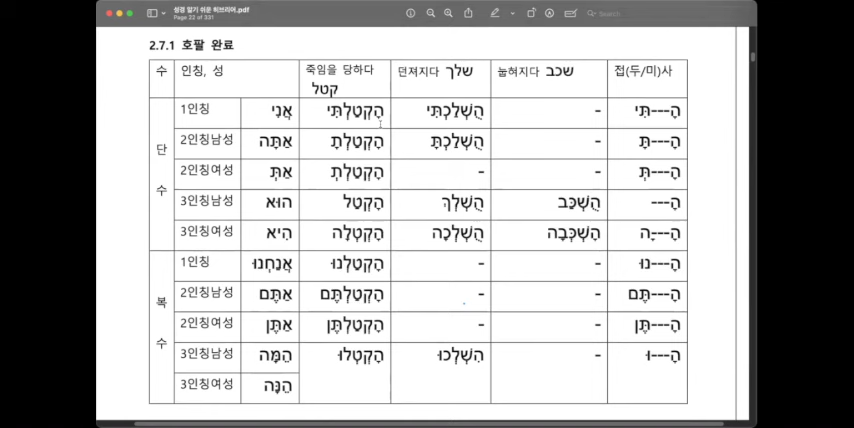 성경 말기 쉬운 히브리어.pdf
Page 22 of 331
Search
2.7.1 호팔 완료
수 인칭, 성 죽임을 당하다 קטל 던져지다 שלך 눕혀지다 שכב 접(두/미)사
단수
1인칭 אֲנִי הָקְטַלְתִּי הֻשְׁלַכְתִּי - הָ---תִּי
2인칭남성 אַתָּה הָקְטַלְתָּ הֻשְׁלַכְתָּ - הָ---תָּ
2인칭여성 אַתְּ הָקְטַלְתְּ - - הָ---תְּ
3인칭남성 הוּא הָקְטַל הֻשְׁלְךְ הֻשְׁכַּב הָ---
3인칭여성 הִיא הָקְטְלָה הֻשְׁלְכָה הָשְׁכְּבָה הָ---ָה
복수
1인칭 אֲנַחְנוּ הָקְטַלְנוּ - - הָ---נוּ
2인칭남성 אַתֶּם הָקְטַלְתֶּם - - הָ---תֶּם
2인칭여성 אַתֶּן הָקְטַלְתֶּן - - הָ---תֶּן
3인칭남성 הֵמָּה הָקְטְלוּ הִשְׁלְכוּ - הָ---וּ
3인칭여성 הֵנָּה